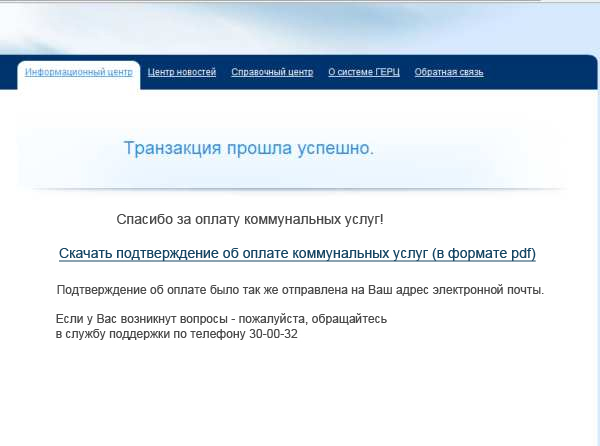 Информационный центр Центр новостей Справочный центр О системе ГЕРЦ Обратная связь
Транзакция прошла успешно.
Спасибо за оплату коммунальных услуг!
Скачать подтверждение об оплате коммунальных услуг (в формате pdf)
Подтверждение об оплате было так же отправлена на Ваш адрес электронной почты.
Если у Вас возникнут вопросы - пожалуйста, обращайтесь
в службу поддержки по телефону 30-00-32